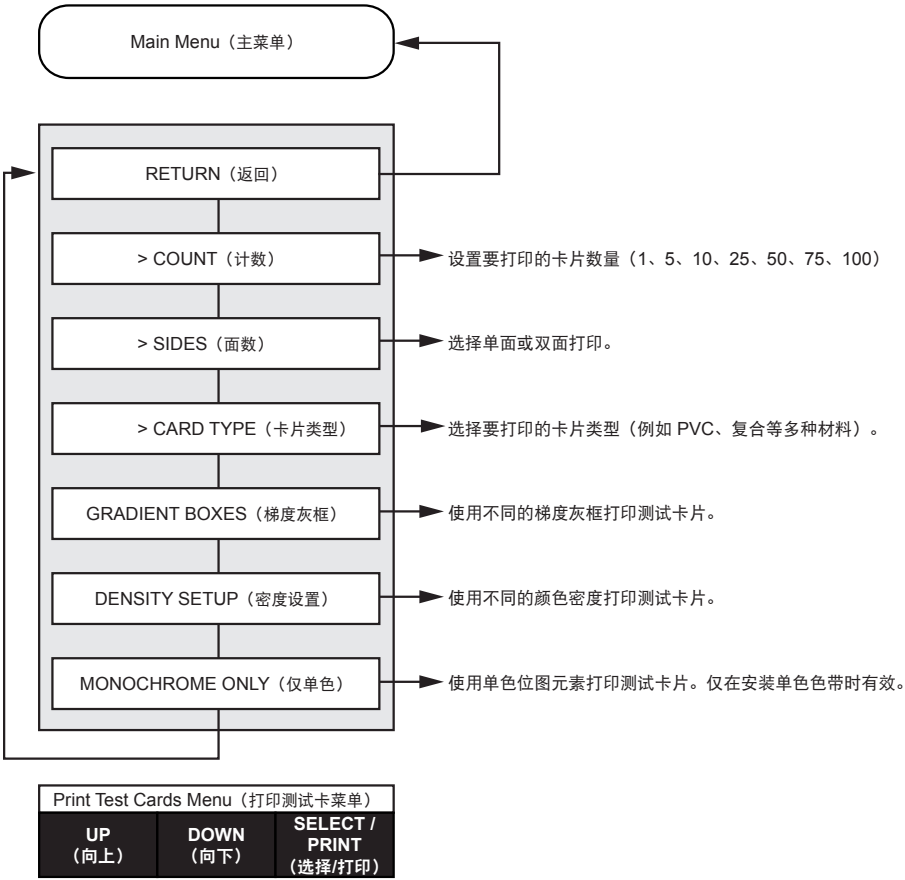 Main Menu（主菜单）
RETURN（返回）
> COUNT（计数）
设置要打印的卡片数量（1、5、10、25、50、75、100）
> SIDES（面数）
选择单面或双面打印。
> CARD TYPE（卡片类型）
选择要打印的卡片类型（例如 PVC、复合等多种材料）。
GRADIENT BOXES（梯度灰框）
使用不同的梯度灰框打印测试卡片。
DENSITY SETUP（密度设置）
使用不同的颜色密度打印测试卡片。
MONOCHROME ONLY（仅单色）
使用单色位图元素打印测试卡片。仅在安装单色色带时有效。
Print Test Cards Menu（打印测试卡菜单）
UP
（向上）
DOWN
（向下）
SELECT /
PRINT
（选择/打印）